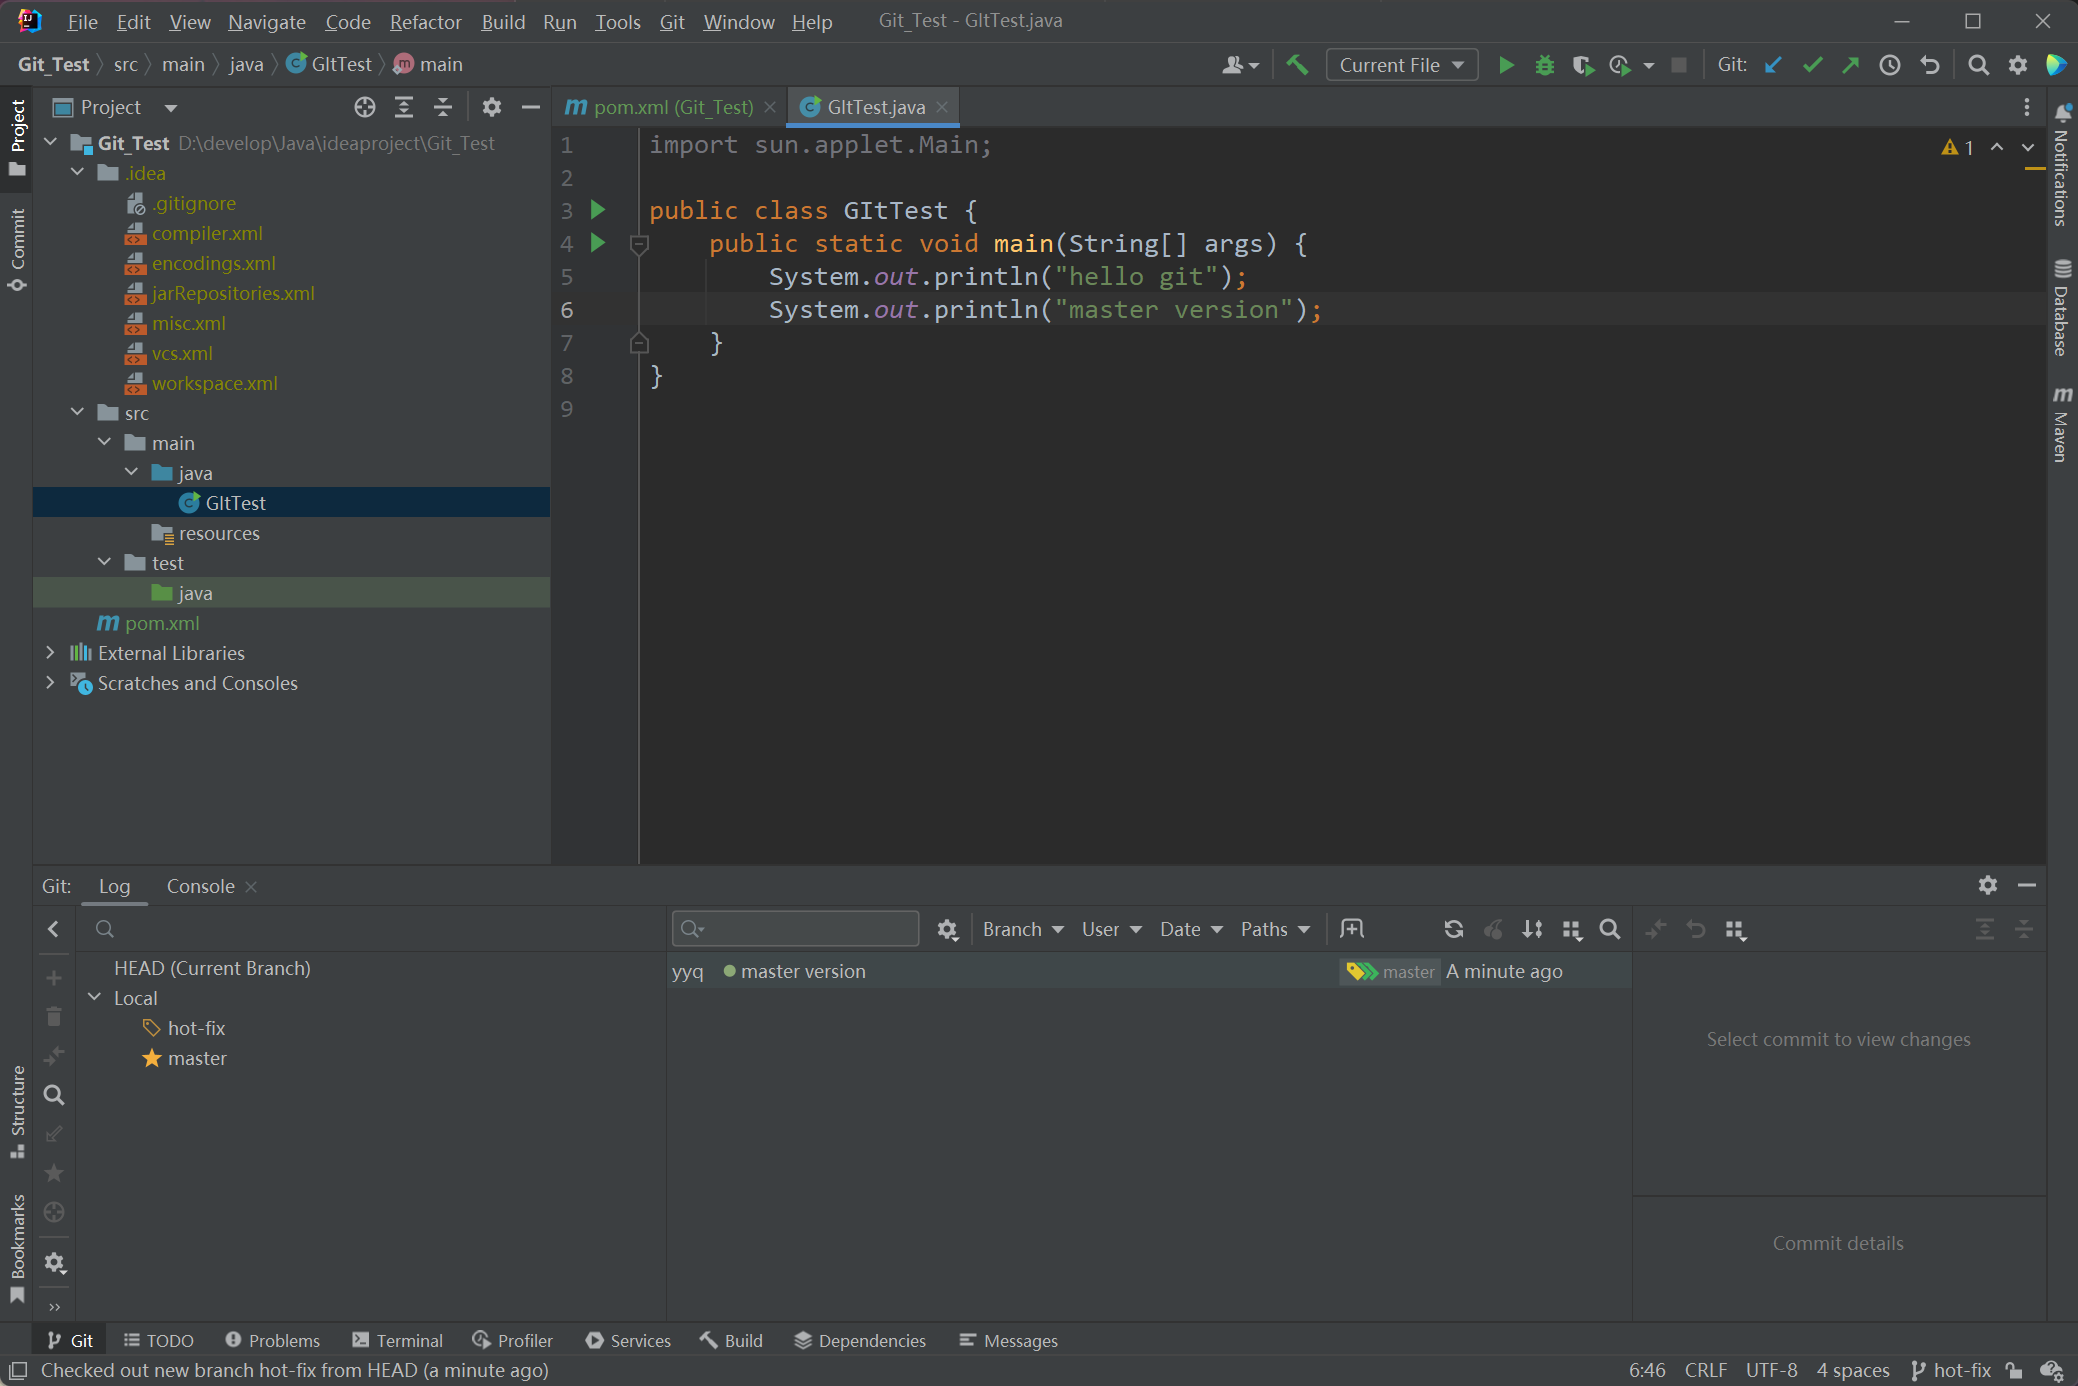 File Edit View Navigate Code Refactor Build Run Tools Git Window Help Git_Test - GItTest.java
Git_Test src main java GItTest main Current File Git:
Project
pom.xml (Git_Test) GItTest.java
Git_Test D:\develop\Java\ideaproject\Git_Test
.idea
.gitignore
compiler.xml
encodings.xml
jarRepositories.xml
misc.xml
vcs.xml
workspace.xml
src
main
java
GItTest
resources
test
java
pom.xml
External Libraries
Scratches and Consoles
1 import sun.applet.Main;
2
3 public class GItTest {
4 public static void main(String[] args) {
5 System.out.println("hello git");
6 System.out.println("master version");
7 }
8 }
9
1
Project
Commit
Structure
Bookmarks
Notifications
Database
Maven
Git: Log Console
Branch User Date Paths
HEAD (Current Branch)
Local
hot-fix
master
yyq master version master A minute ago
Select commit to view changes
Commit details
Git TODO Problems Terminal Profiler Services Build Dependencies Messages
Checked out new branch hot-fix from HEAD (a minute ago) 6:46 CRLF UTF-8 4 spaces hot-fix